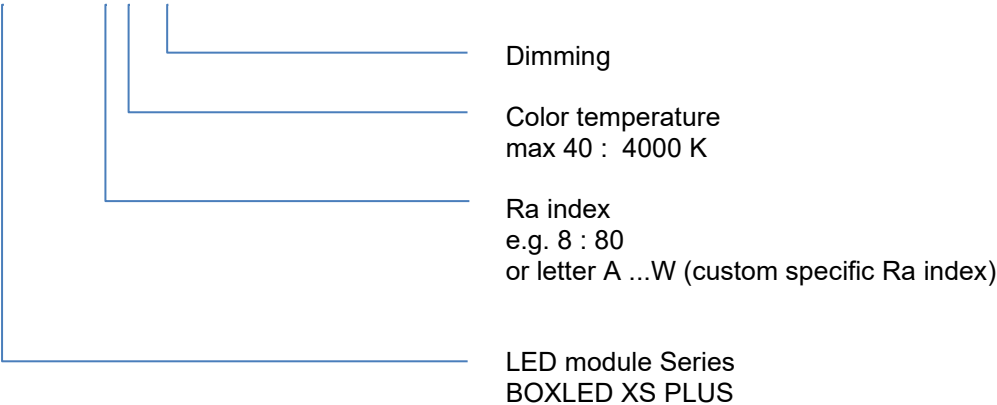 Dimming
Color temperature
max 40 : 4000 K
Ra index
e.g. 8 : 80
or letter A ...W (custom specific Ra index)
LED module Series
BOXLED XS PLUS